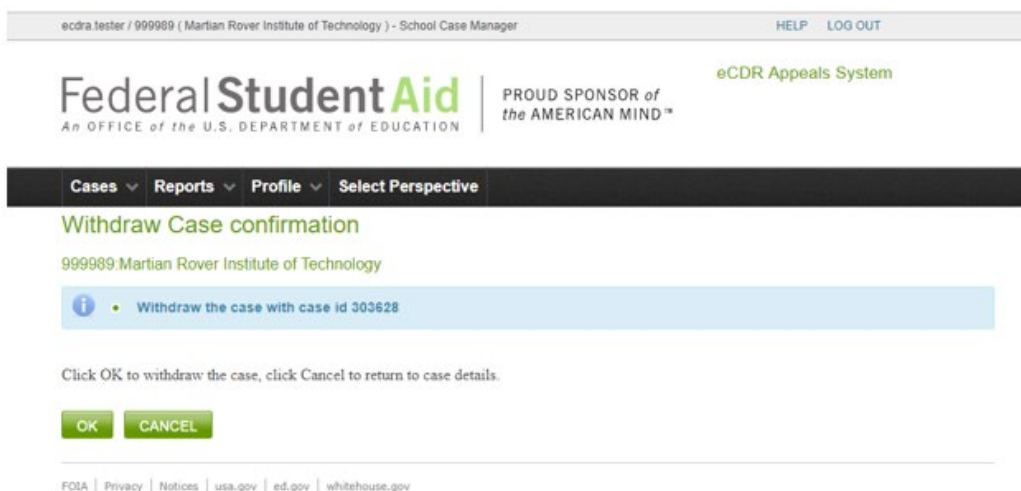 ecdra.tester / 999989 ( Martian Rover Institute of Technology ) - School Case Manager HELP LOG OUT
eCDR Appeals System
Federal Student Aid
An OFFICE of the U.S. DEPARTMENT of EDUCATION
PROUD SPONSOR of
the AMERICAN MIND™
Cases Reports Profile Select Perspective
Withdraw Case confirmation
999989:Martian Rover Institute of Technology
Withdraw the case with case id 303628
Click OK to withdraw the case, click Cancel to return to case details.
OK CANCEL
FOIA | Privacy | Notices | usa.gov | ed.gov | whitehouse.gov